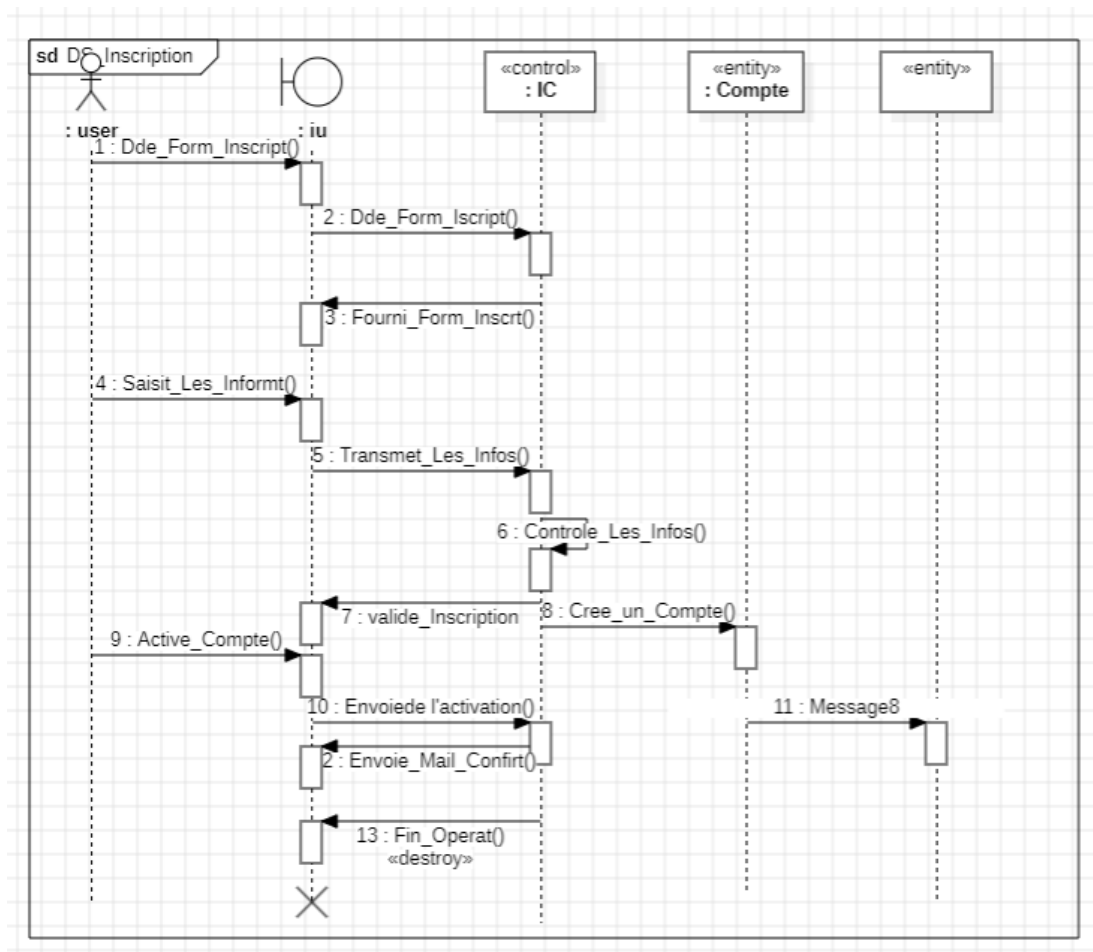 sd DS_Inscription
«control»
: IC
«entity»
: Compte
«entity»
: user
: iu
1 : Dde_Form_Inscript()
2 : Dde_Form_Iscript()
3 : Fourni_Form_Inscrt()
4 : Saisit_Les_Informt()
5 : Transmet_Les_Infos()
6 : Controle_Les_Infos()
7 : valide_Inscription
8 : Cree_un_Compte()
9 : Active_Compte()
10 : Envoiede l'activation()
11 : Message8
2 : Envoie_Mail_Confirt()
13 : Fin_Operat()
«destroy»